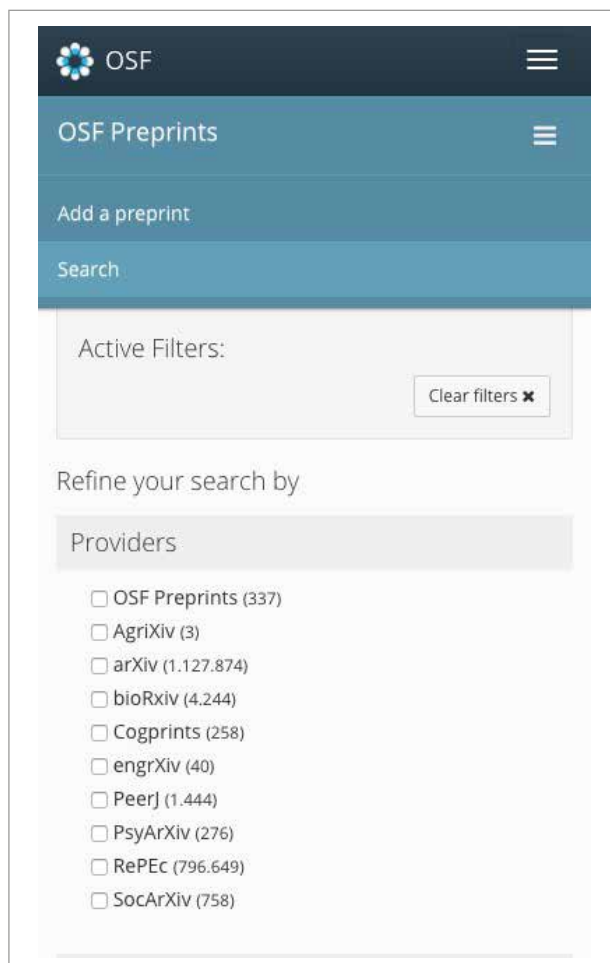 OSF
OSF Preprints
Add a preprint
Search
Active Filters:
Clear filters ✖
Refine your search by
Providers
OSF Preprints (337)
AgriXiv (3)
arXiv (1.127.874)
bioRxiv (4.244)
Cogprints (258)
engrXiv (40)
PeerJ (1.444)
PsyArXiv (276)
RePEc (796.649)
SocArXiv (758)